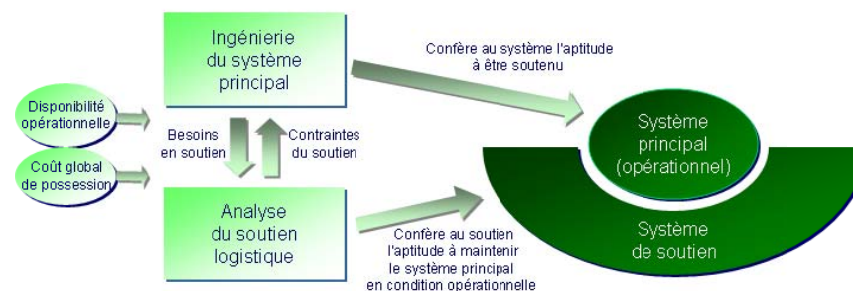 Ingénierie
du système
principal
Confère au système l'aptitude
à être soutenu
Disponibilité
opérationnelle
Besoins
en soutien
Contraintes
du soutien
Système
principal
(opérationnel)
Coût global
de possession
Analyse
du soutien
logistique
Confère au soutien
l'aptitude à maintenir
le système principal
en condition opérationnelle
Système
de soutien